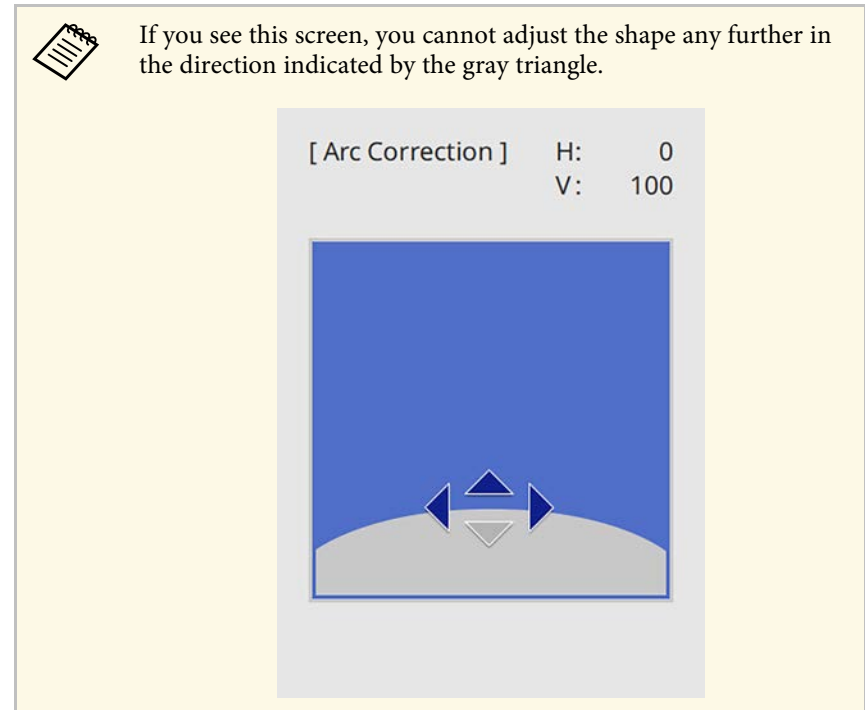 If you see this screen, you cannot adjust the shape any further in
the direction indicated by the gray triangle.
[ Arc Correction ] H: 0
V: 100